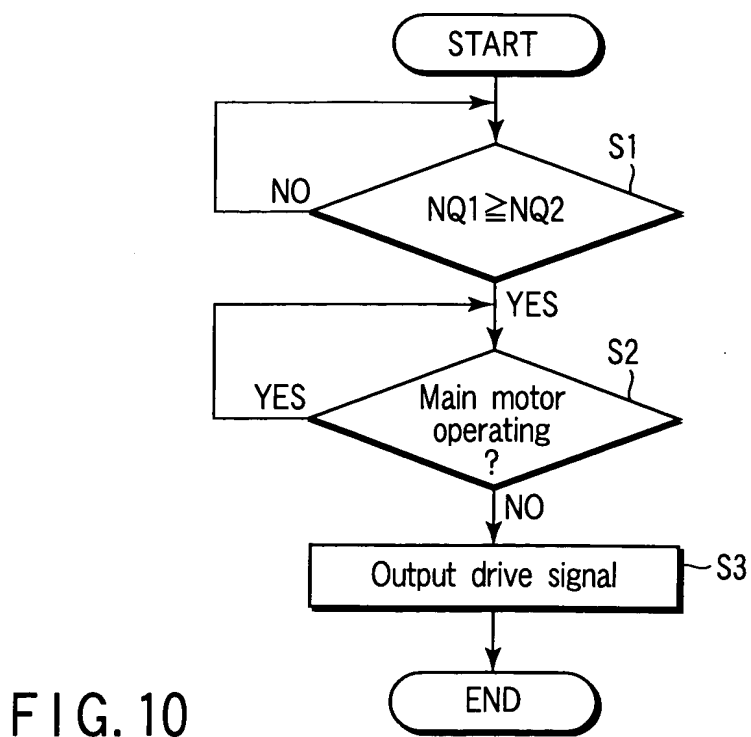 START
S1
NO
NQ1≧NQ2
YES
S2
YES
Main motor
operating
?
NO
Output drive signal
S3
END
FIG. 10